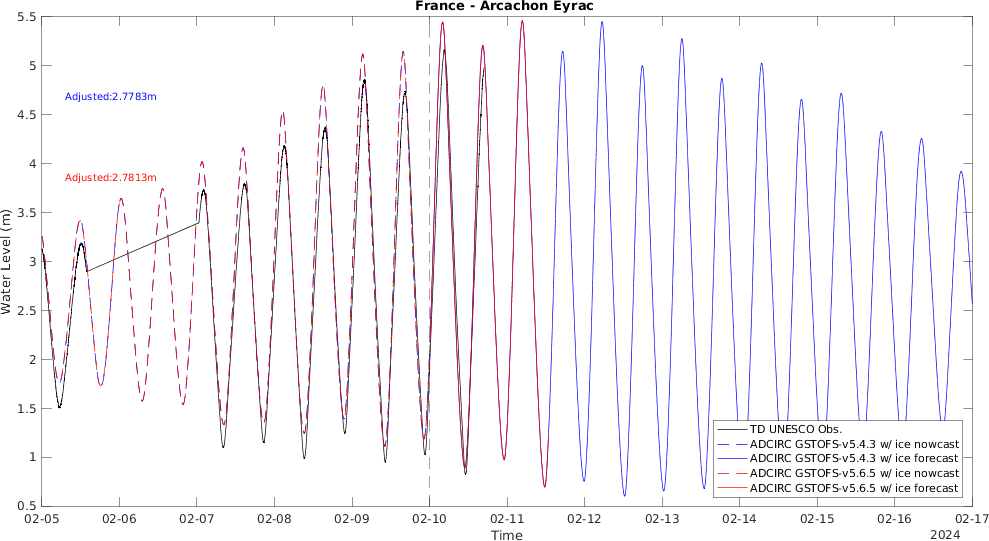 France - Arcachon Eyrac
Water Level (m)
5.5
5
4.5
4
3.5
3
2.5
2
1.5
1
0.5
Adjusted:2.7783m
Adjusted:2.7813m
TD UNESCO Obs.
ADCIRC GSTOFS-v5.4.3 w/ ice nowcast
ADCIRC GSTOFS-v5.4.3 w/ ice forecast
ADCIRC GSTOFS-v5.6.5 w/ ice nowcast
ADCIRC GSTOFS-v5.6.5 w/ ice forecast
02-05 02-06 02-07 02-08 02-09 02-10 02-11 02-12 02-13 02-14 02-15 02-16 02-17
Time
2024